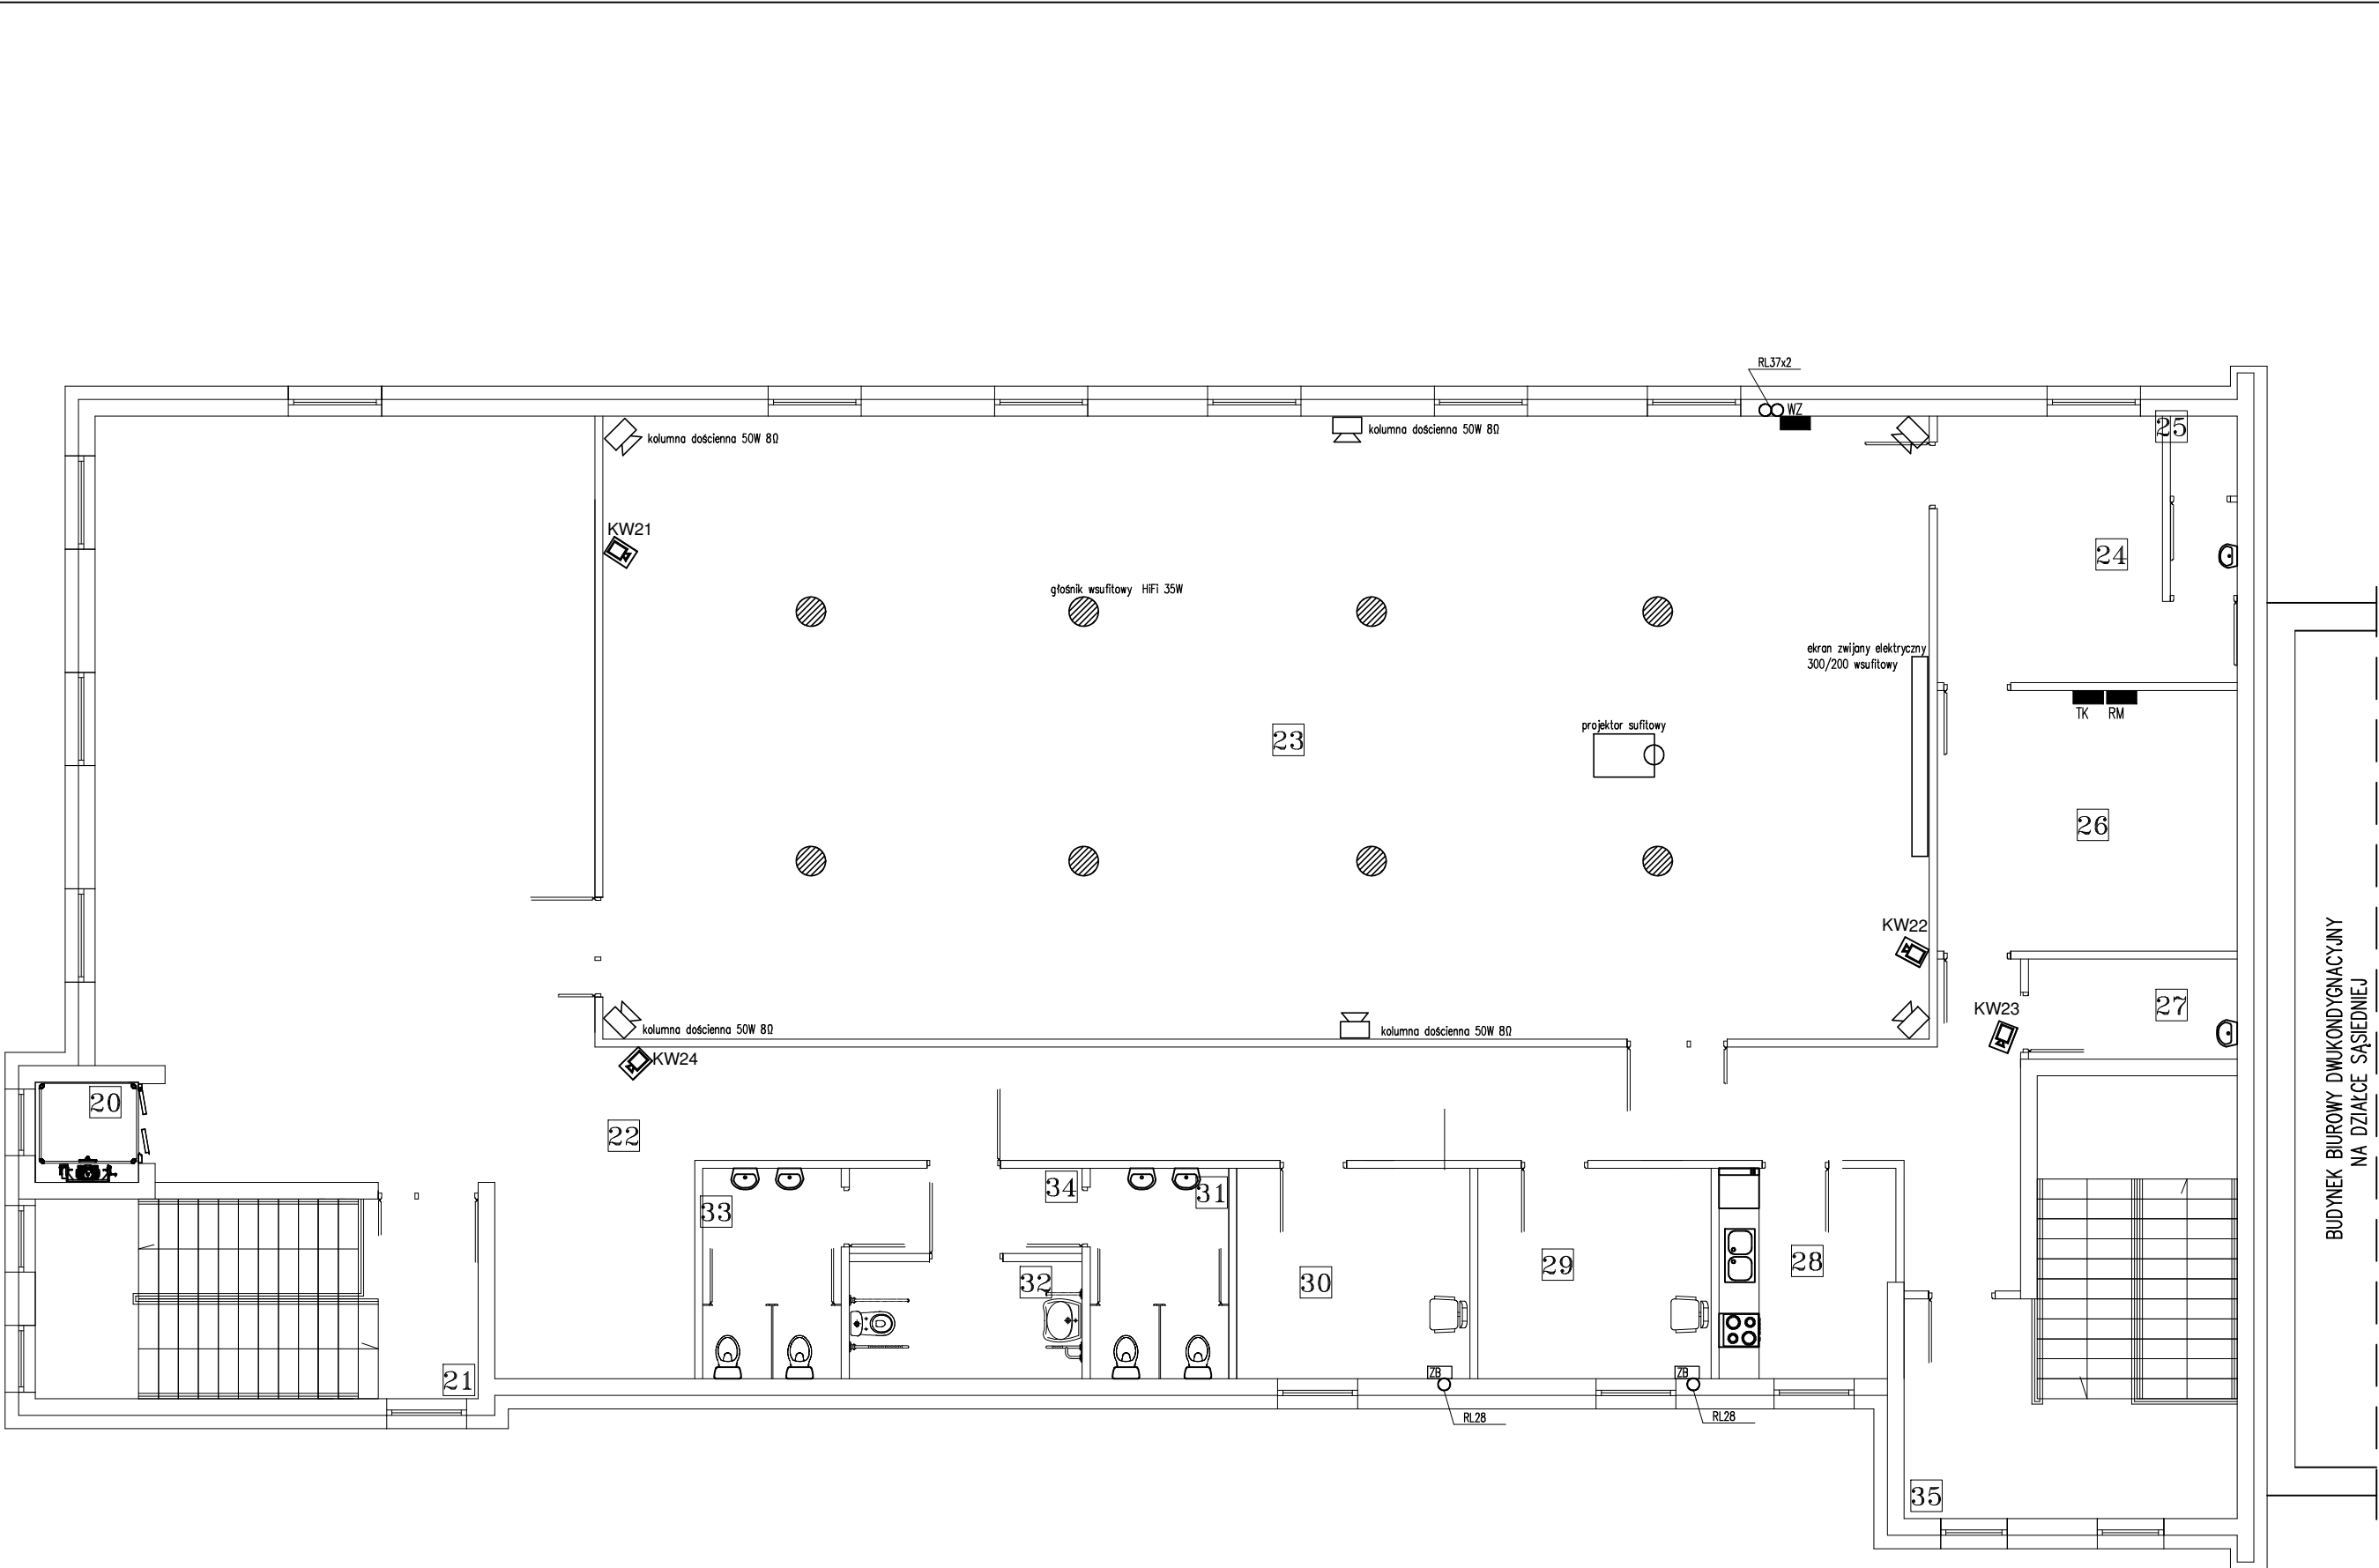 RL37x2
WZ
kolumna dościenna 50W 8Ω
kolumna dościenna 50W 8Ω
25
KW21
24
głośnik wsufitowy HiFi 35W
ekran zwijany elektryczny
300/200 wsufitowy
TK RM
projektor sufitowy
23
26
KW22
27
KW23
kolumna dościenna 50W 8Ω
kolumna dościenna 50W 8Ω
KW24
20
22
34
31
33
28
29
32
30
21
ZB
ZB
RL28
RL28
35
BUDYNEK BIUROWY DWUKONDYGNACYJNY
NA DZIAŁCE SĄSIEDNIEJ